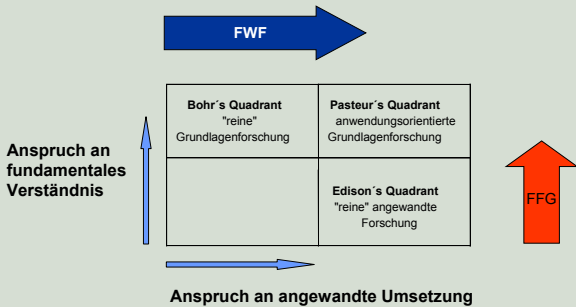 FWF
Bohr´s Quadrant
"reine"
Grundlagenforschung
Pasteur´s Quadrant
anwendungsorientierte
Grundlagenforschung
Anspruch an
fundamentales
Verständnis
Edison´s Quadrant
"reine" angewandte
Forschung
FFG
Anspruch an angewandte Umsetzung